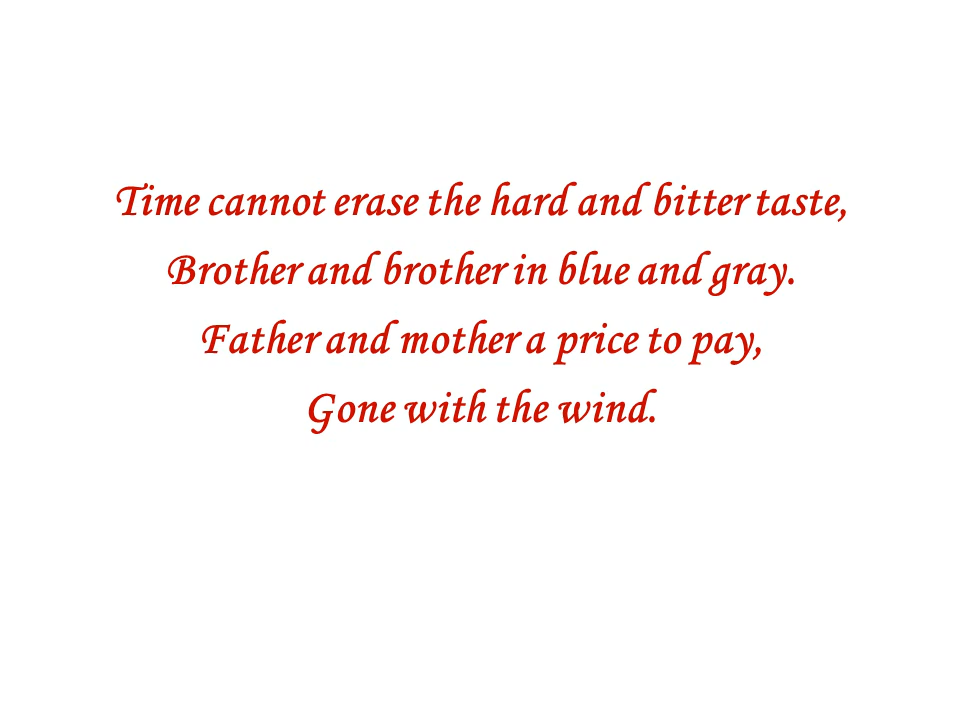 Time cannot erase the hard and bitter taste,
Brother and brother in blue and gray.
Father and mother a price to pay,
Gone with the wind.